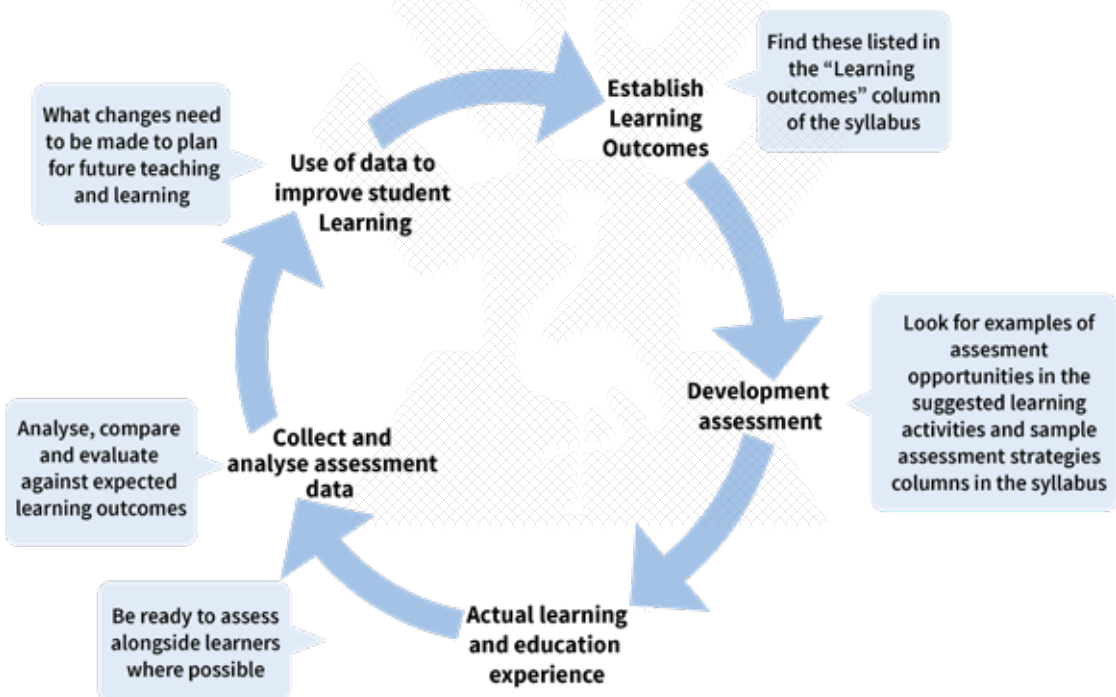 Find these listed in
the “Learning
outcomes” column
of the syllabus
Establish
Learning
Outcomes
What changes need
to be made to plan
for future teaching
and learning
Use of data to
improve student
Learning
Look for examples of
assesment
opportunities in the
suggested learning
activities and sample
assessment strategies
columns in the syllabus
Development
assessment
Analyse, compare
and evaluate
against expected
learning outcomes
Collect and
analyse assessment
data
Be ready to assess
alongside learners
where possible
Actual learning
and education
experience